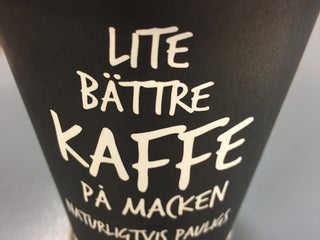 LITE
BÄTTRE
KAFFE
PÅ MACKEN
NATURLIGTVIS PAULIGS